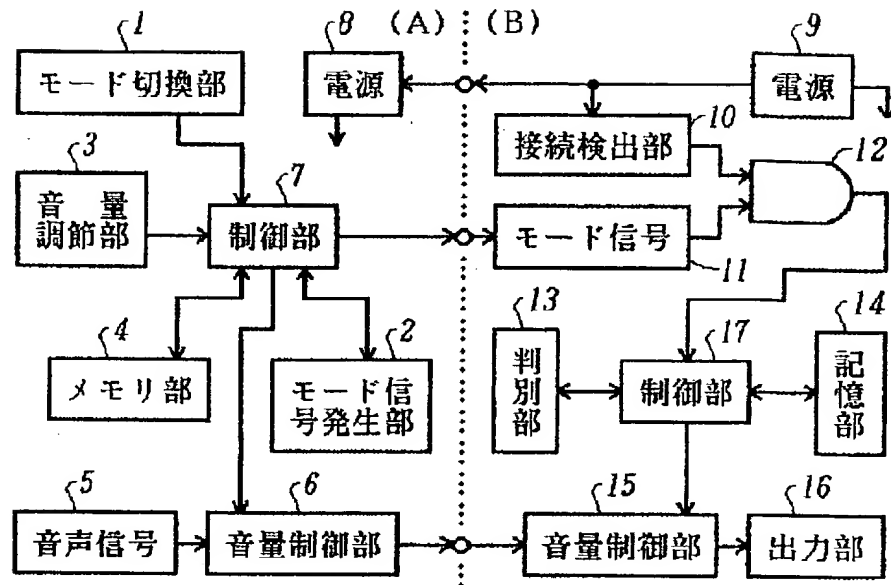 1
8
(A)
(B)
9
モード切換部
電源
電源
10
接続検出部
12
3
音量
調節部
7
制御部
モード信号
11
4
メモリ部
2
モード信
号発生部
13
判別部
17
制御部
14
記憶部
5
音声信号
6
音量制御部
15
音量制御部
16
出力部